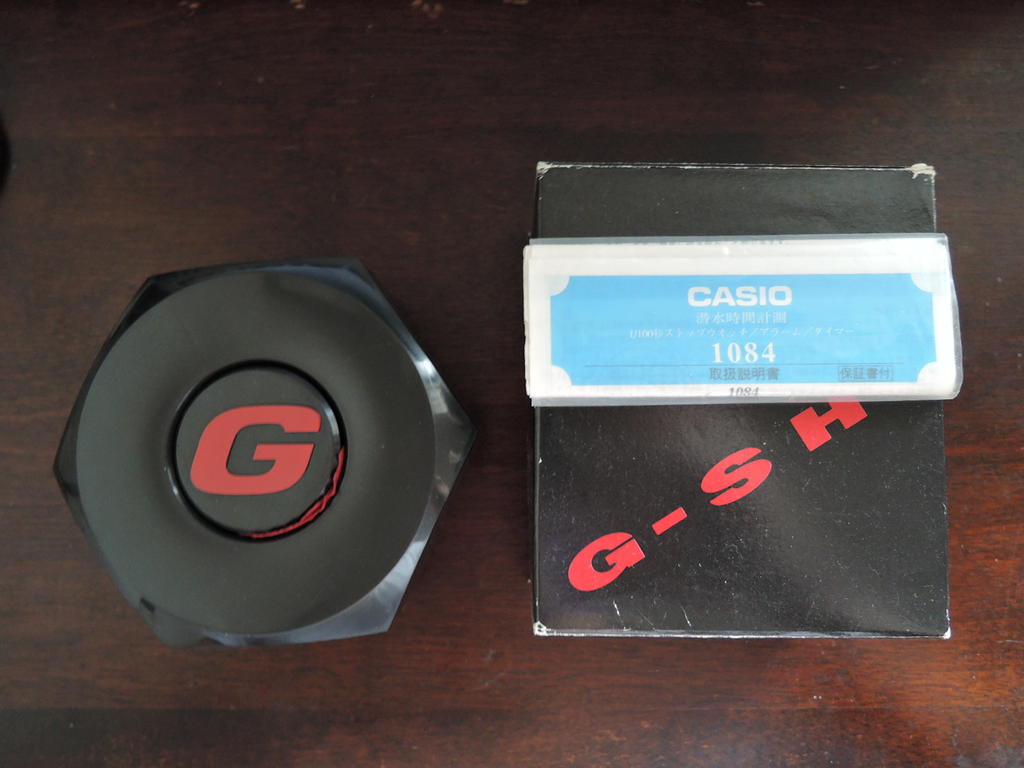 G
CASIO
潜水時間計測
1/100秒ストップウオッチ/アラーム/タイマー
1084
取扱説明書 保証書付
1084
G-SH